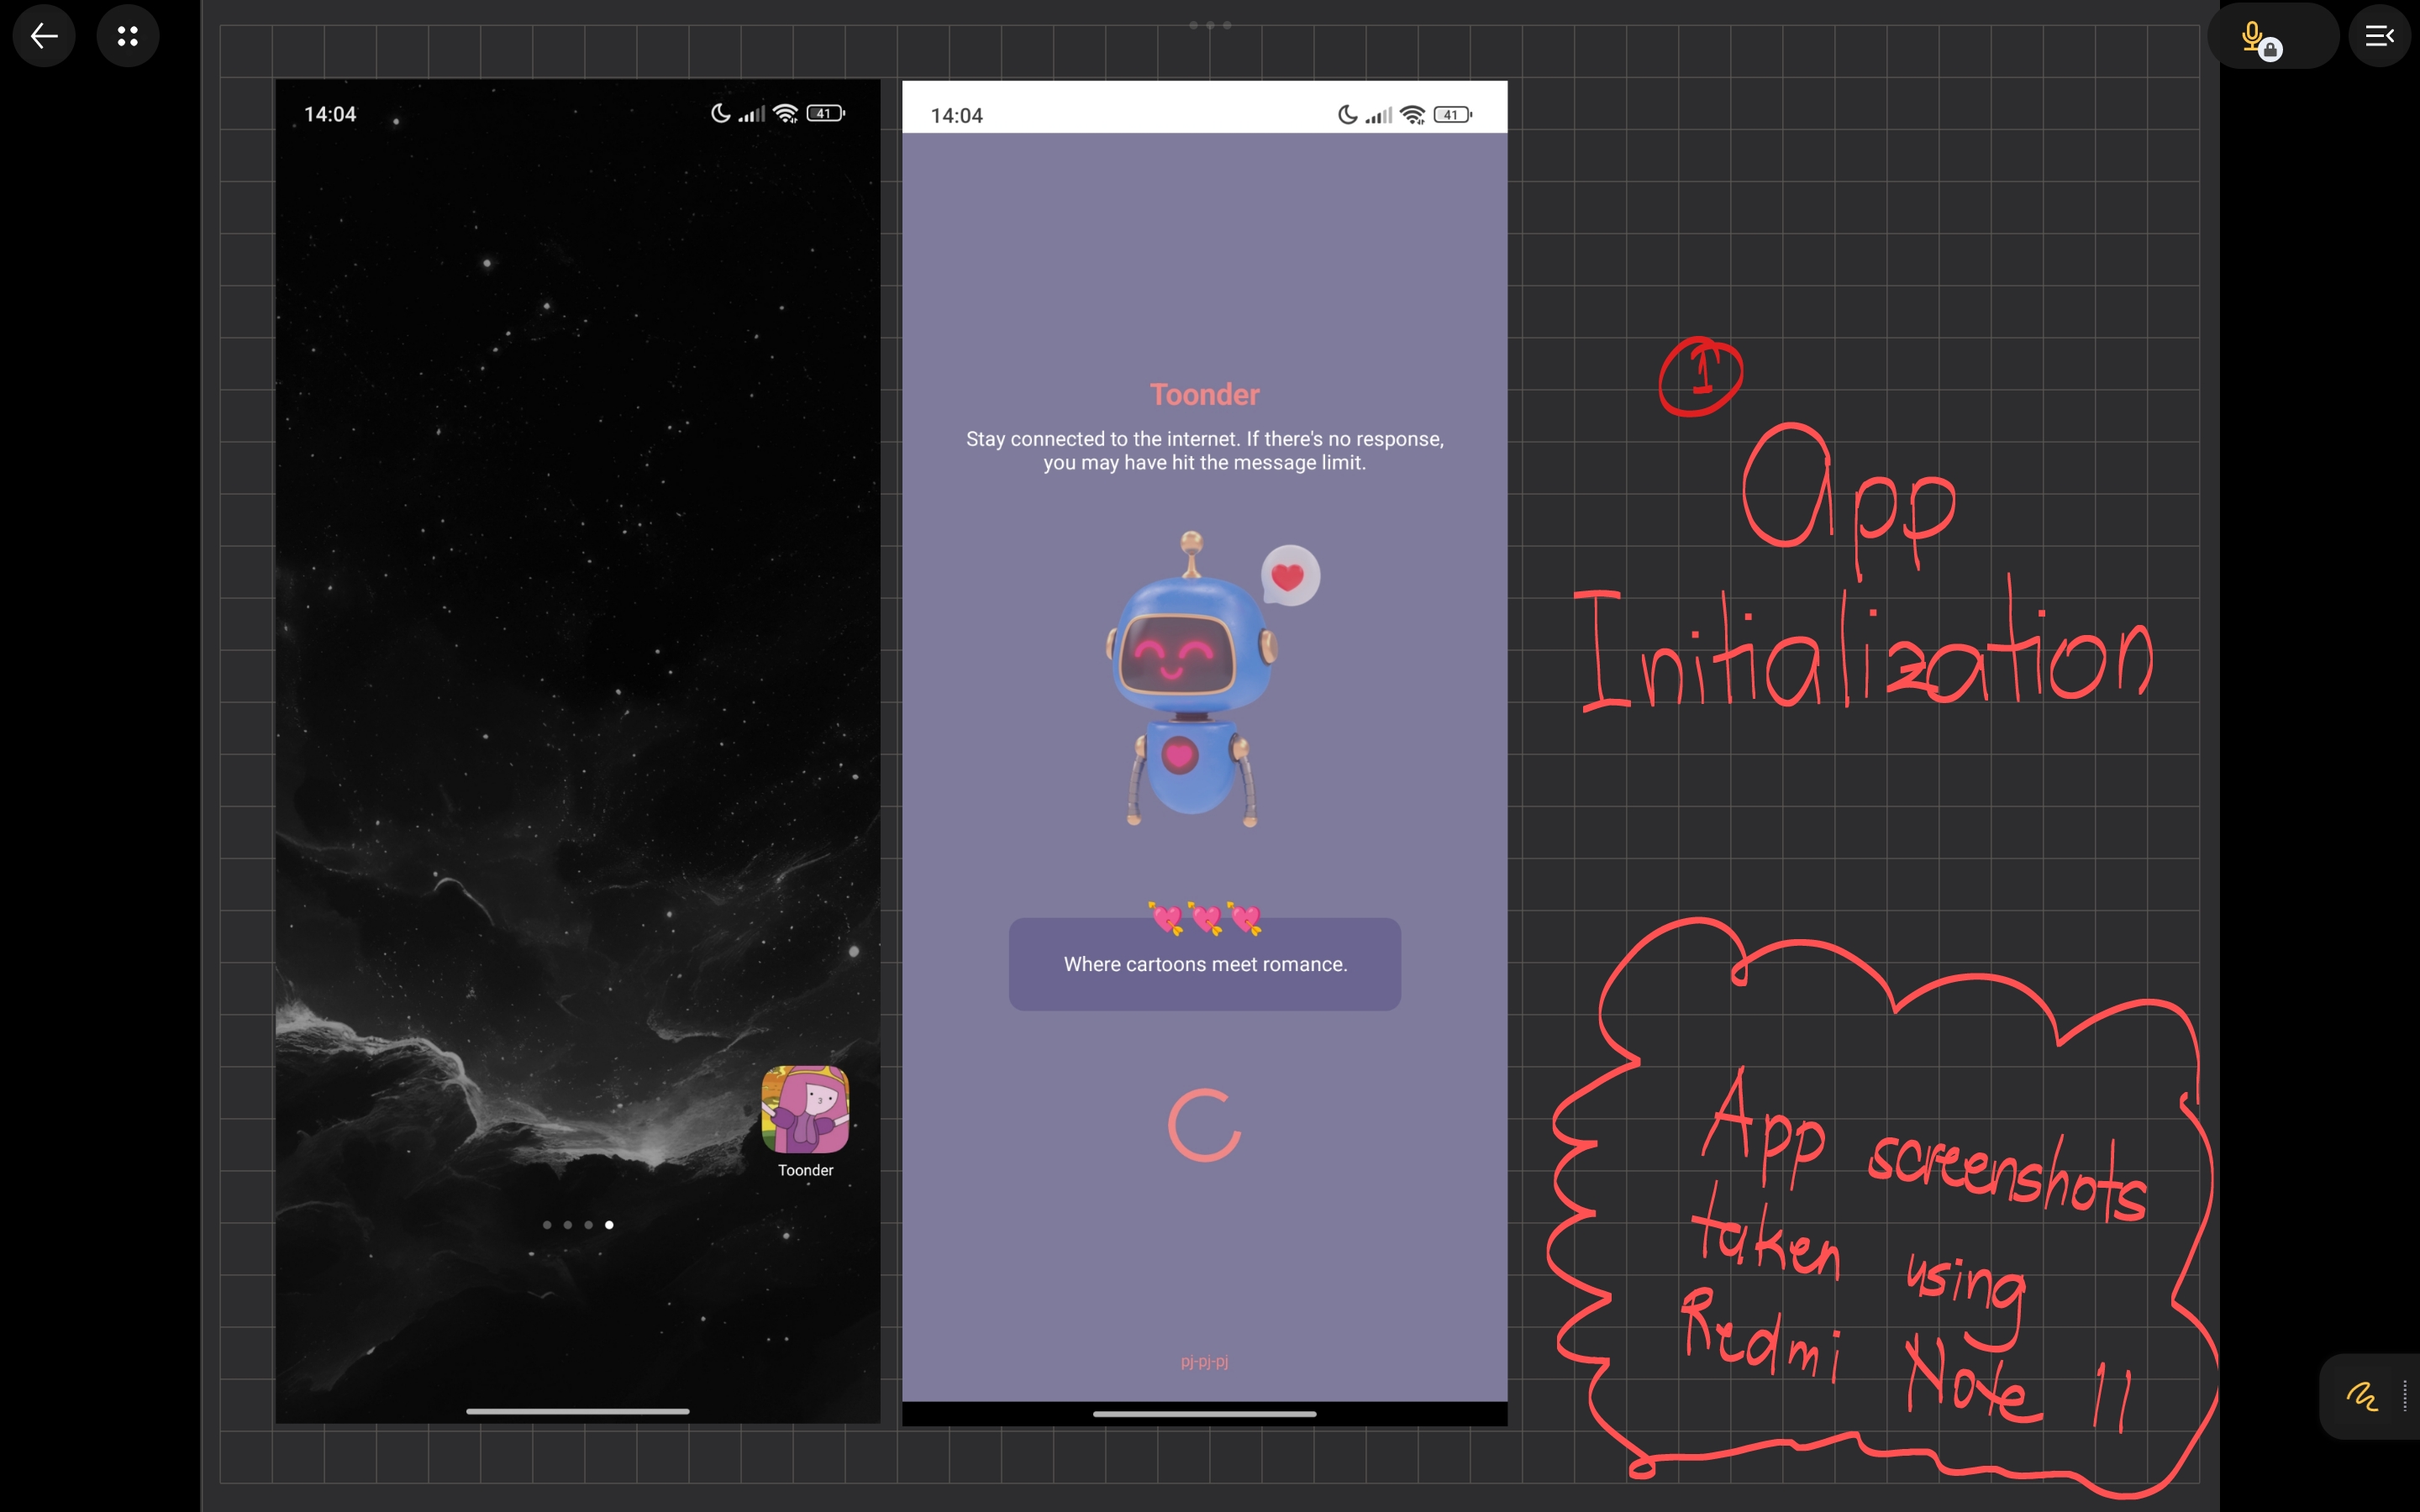 14:04
41
Toonder
14:04
41
Toonder
Stay connected to the internet. If there's no response,
you may have hit the message limit.
💘💘💘
Where cartoons meet romance.
pj-pj-pj
1
App
Initialization
App screenshots
taken using
Redmi Note 11